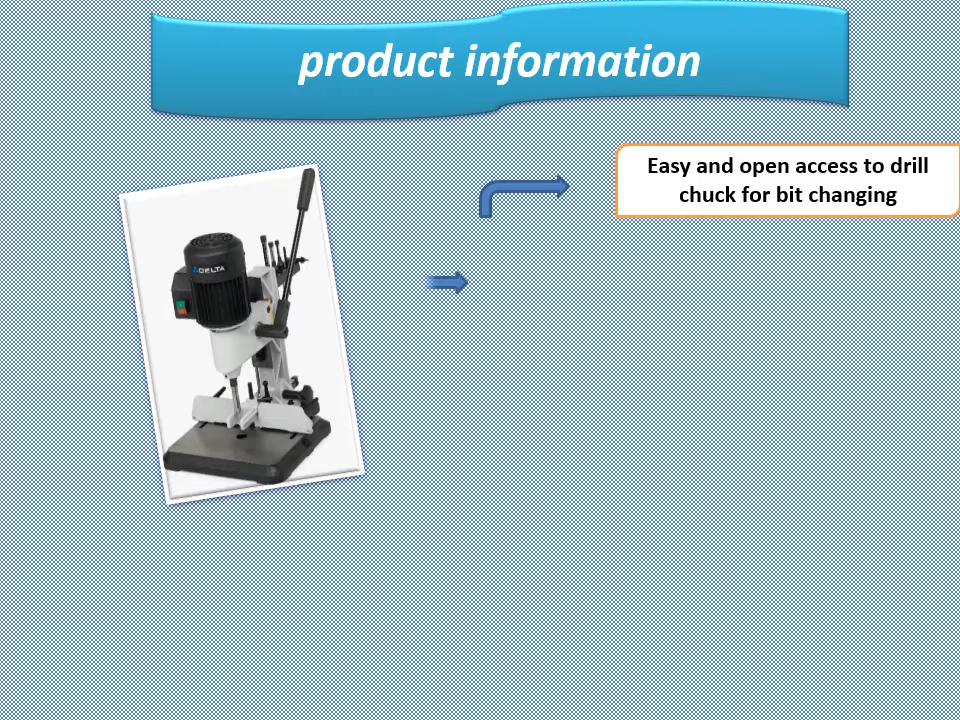 product information
Easy and open access to drill
chuck for bit changing
DELTA